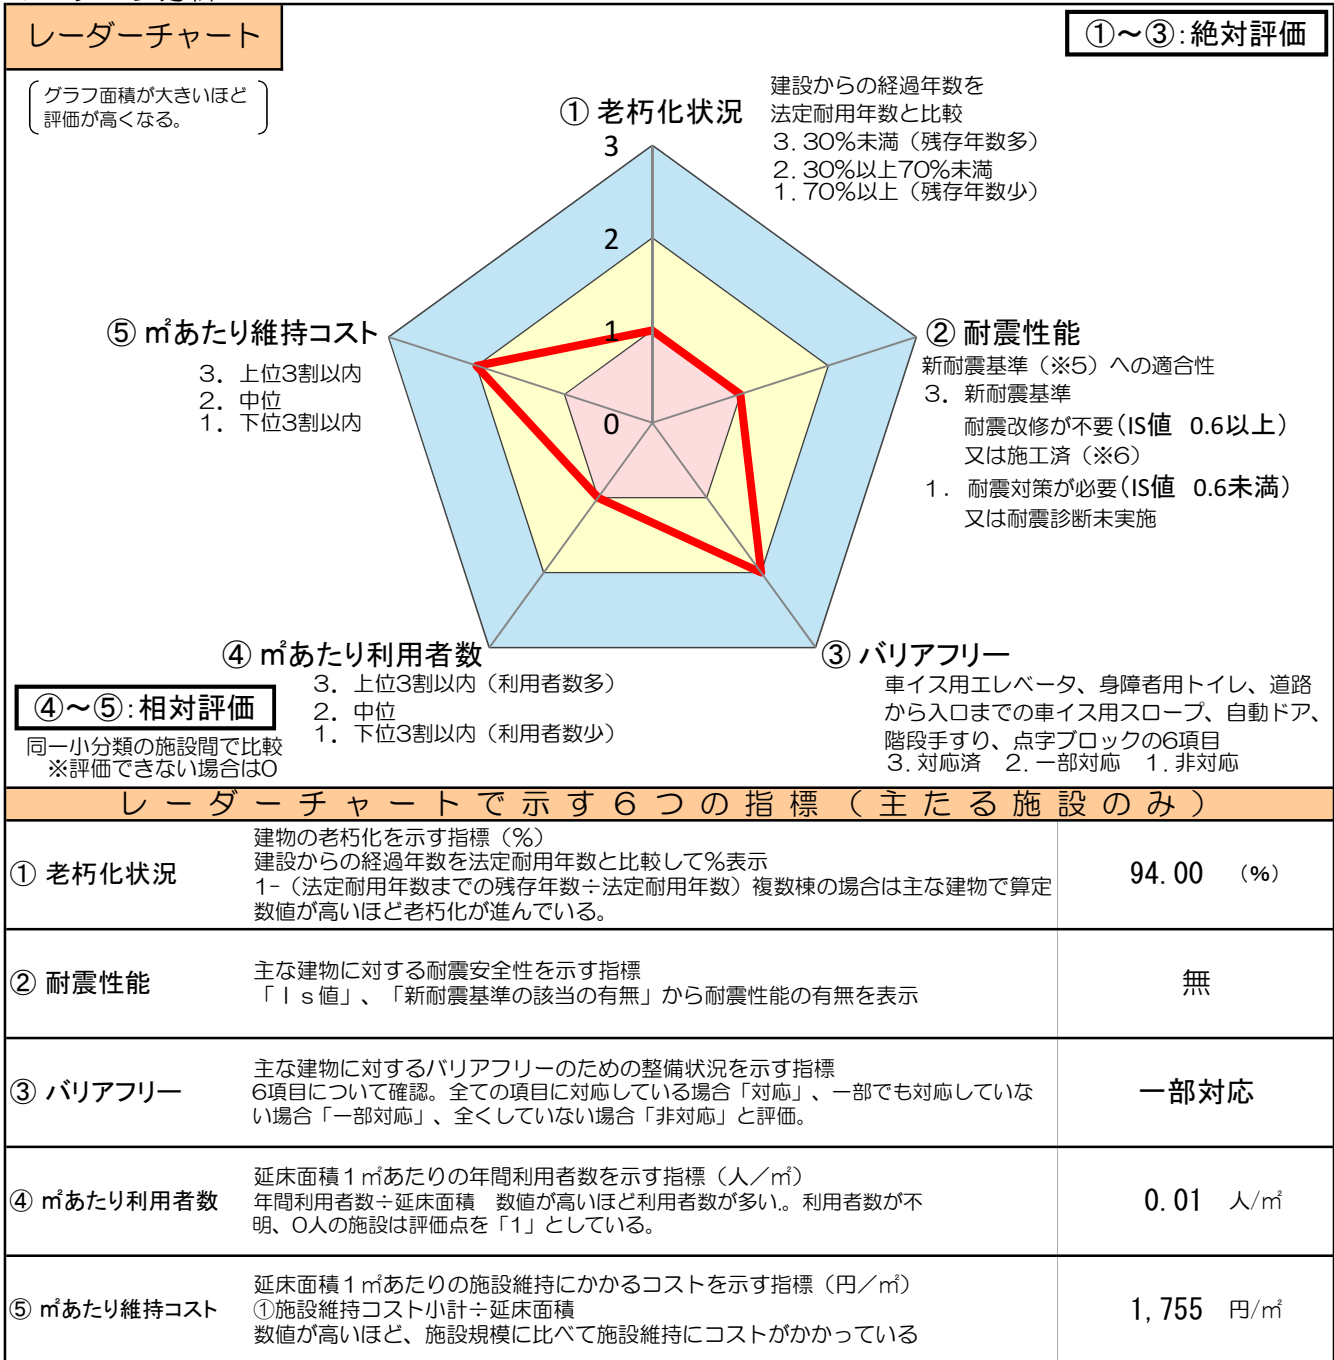 レーダーチャート
①～③:絶対評価
グラフ面積が大きいほど
評価が高くなる。
① 老朽化状況
建設からの経過年数を
法定耐用年数と比較
3. 30%未満（残存年数多）
2. 30%以上70%未満
1. 70%以上（残存年数少）
3
2
1
0
② 耐震性能
新耐震基準（※5）への適合性
3. 新耐震基準
耐震改修が不要(IS値 0.6以上)
又は施工済（※6）
1. 耐震対策が必要(IS値 0.6未満)
又は耐震診断未実施
⑤ ㎡あたり維持コスト
3. 上位3割以内
2. 中位
1. 下位3割以内
④ ㎡あたり利用者数
3. 上位3割以内（利用者数多）
2. 中位
1. 下位3割以内（利用者数少）
③ バリアフリー
車イス用エレベータ、身障者用トイレ、道路
から入口までの車イス用スロープ、自動ドア、
階段手すり、点字ブロックの6項目
3. 対応済 2. 一部対応 1. 非対応
④～⑤:相対評価
同一小分類の施設間で比較
※評価できない場合は0
レーダーチャートで示す6つの指標（主たる施設のみ）
① 老朽化状況
建物の老朽化を示す指標（%）
建設からの経過年数を法定耐用年数と比較して%表示
1-（法定耐用年数までの残存年数÷法定耐用年数）複数棟の場合は主な建物で算定
数値が高いほど老朽化が進んでいる。
94.00 （%）
② 耐震性能
主な建物に対する耐震安全性を示す指標
「Ｉｓ値」、「新耐震基準の該当の有無」から耐震性能の有無を表示
無
③ バリアフリー
主な建物に対するバリアフリーのための整備状況を示す指標
6項目について確認。全ての項目に対応している場合「対応」、一部でも対応していな
い場合「一部対応」、全くしていない場合「非対応」と評価。
一部対応
④ ㎡あたり利用者数
延床面積１㎡あたりの年間利用者数を示す指標（人／㎡）
年間利用者数÷延床面積 数値が高いほど利用者数が多い。利用者数が不
明、0人の施設は評価点を「1」としている。
0.01 人/㎡
⑤ ㎡あたり維持コスト
延床面積１㎡あたりの施設維持にかかるコストを示す指標（円／㎡）
①施設維持コスト小計÷延床面積
数値が高いほど、施設規模に比べて施設維持にコストがかかっている
1,755 円/㎡